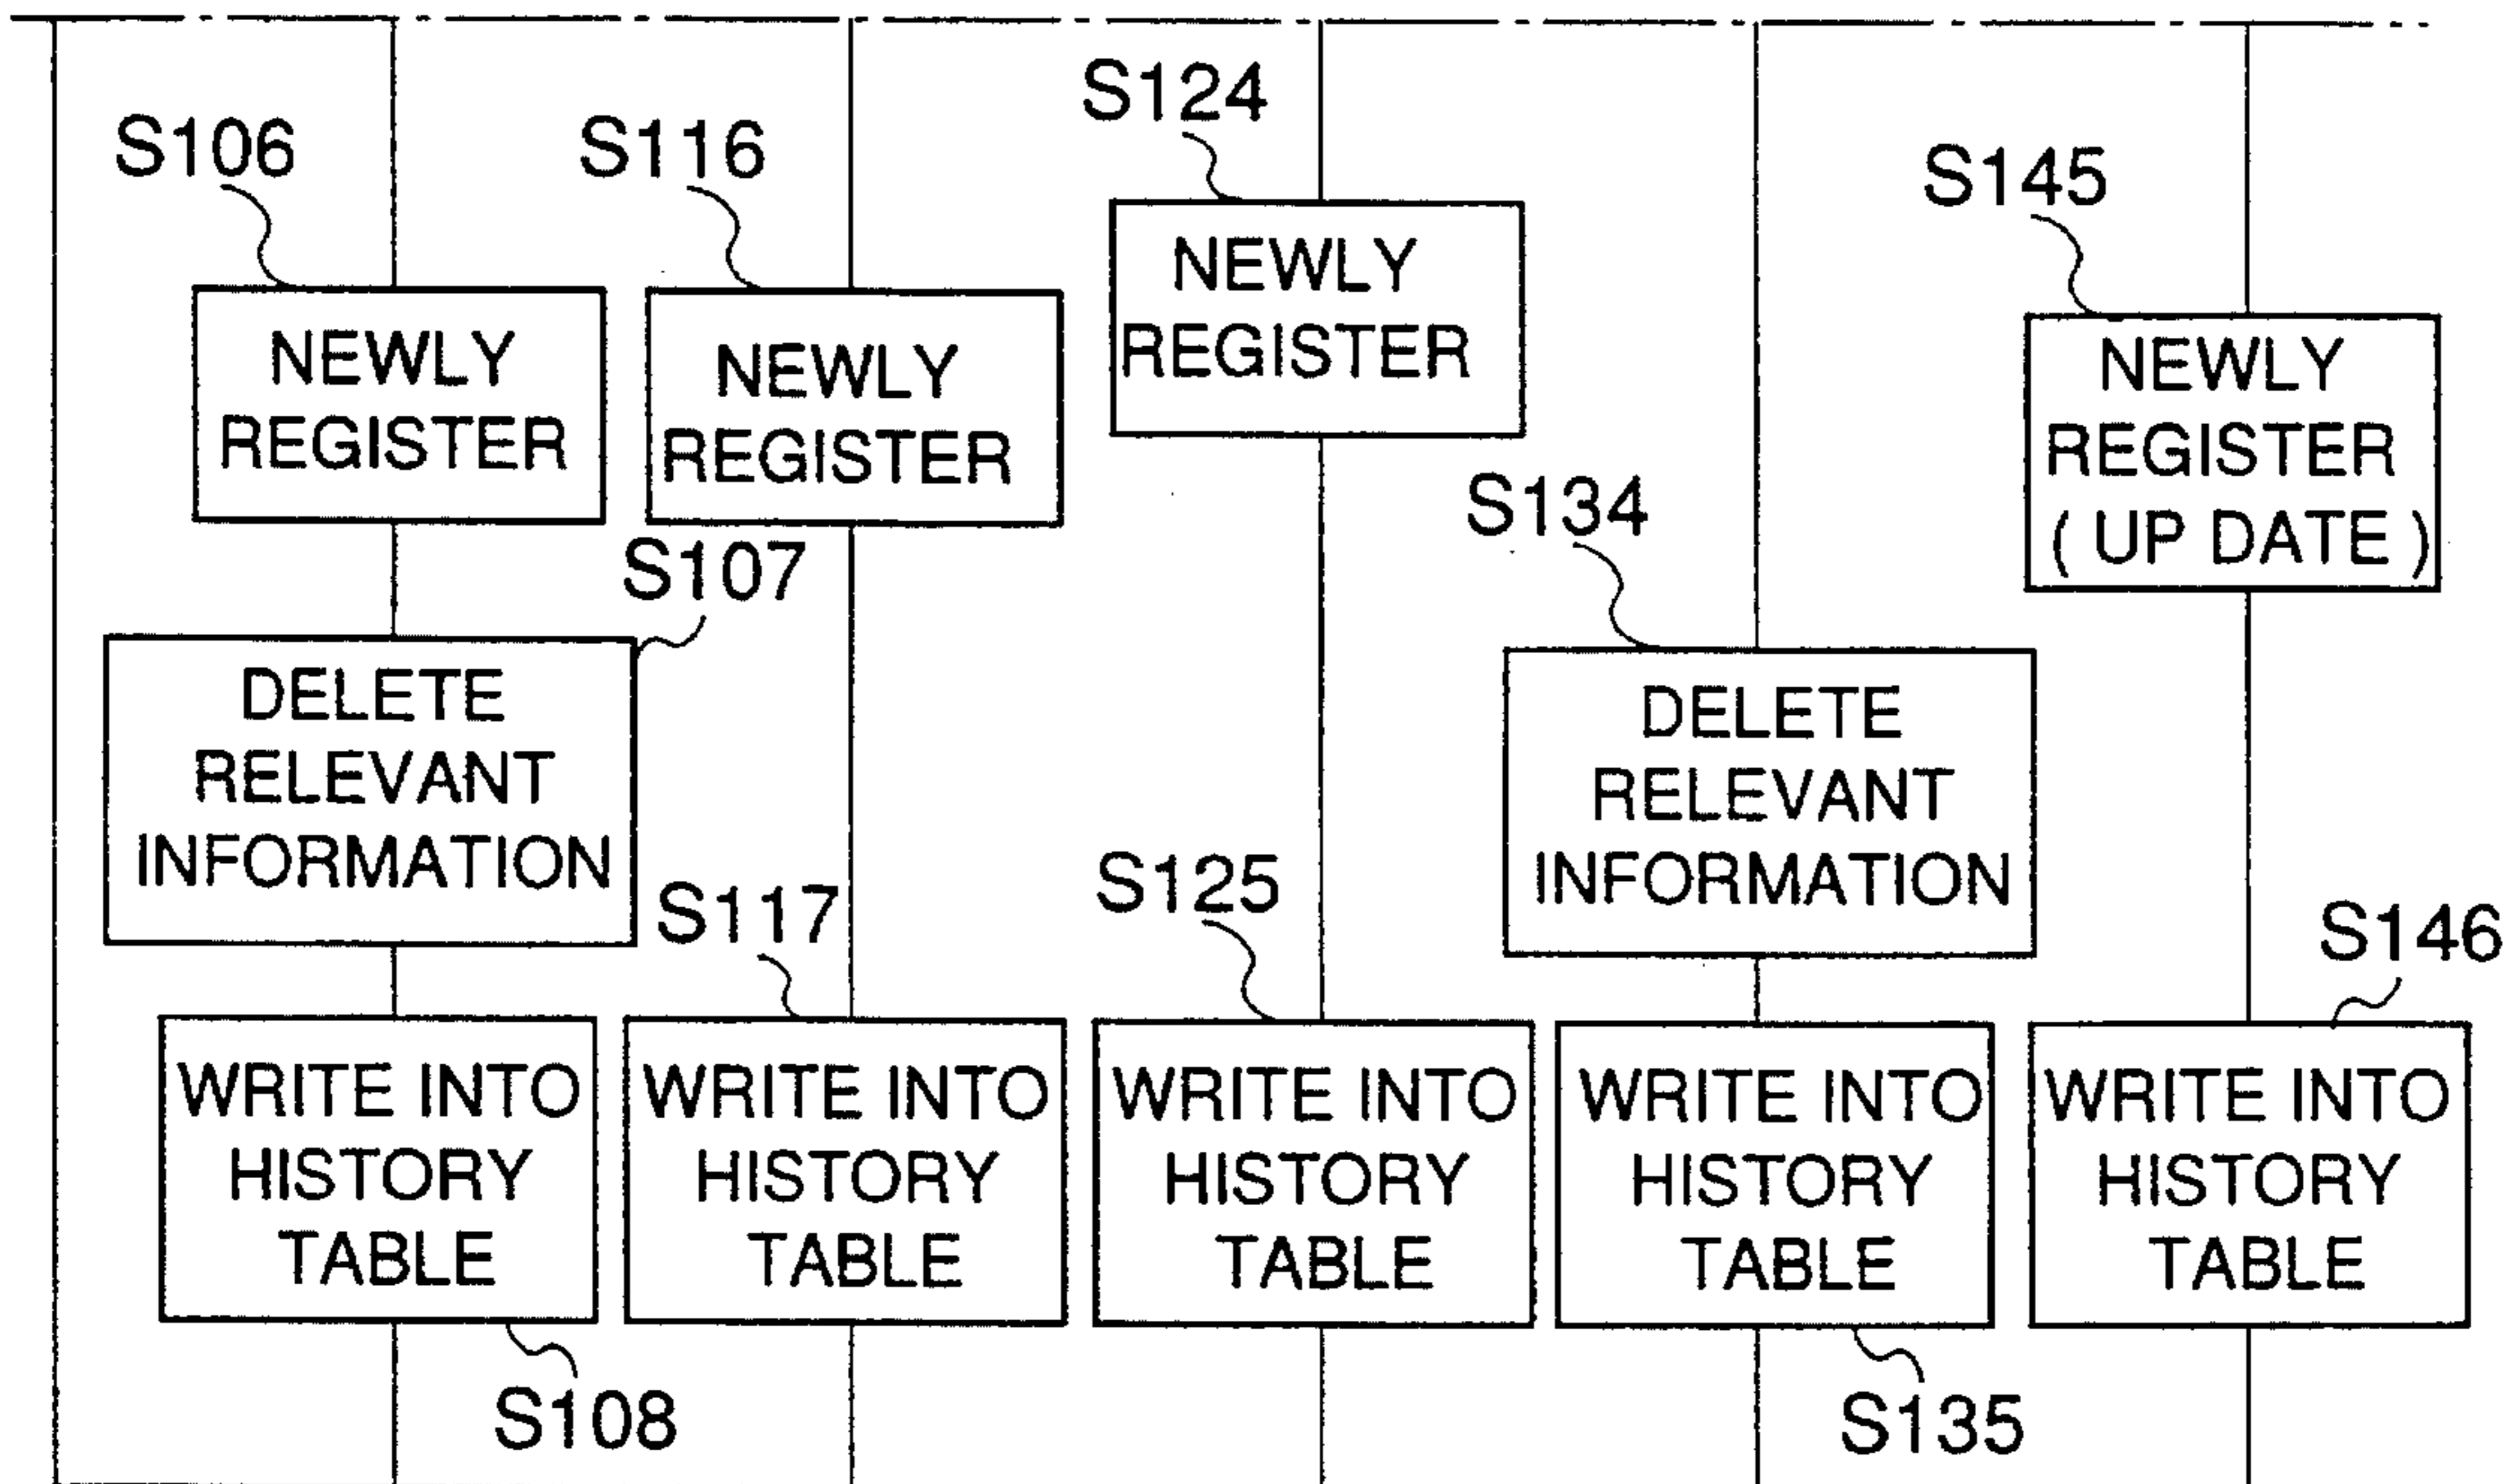 S106
NEWLY
REGISTER
S107
DELETE
RELEVANT
INFORMATION
WRITE INTO
HISTORY
TABLE
S108
S116
NEWLY
REGISTER
S117
WRITE INTO
HISTORY
TABLE
S124
NEWLY
REGISTER
S125
WRITE INTO
HISTORY
TABLE
S134
DELETE
RELEVANT
INFORMATION
WRITE INTO
HISTORY
TABLE
S135
S145
NEWLY
REGISTER
( UP DATE )
S146
WRITE INTO
HISTORY
TABLE